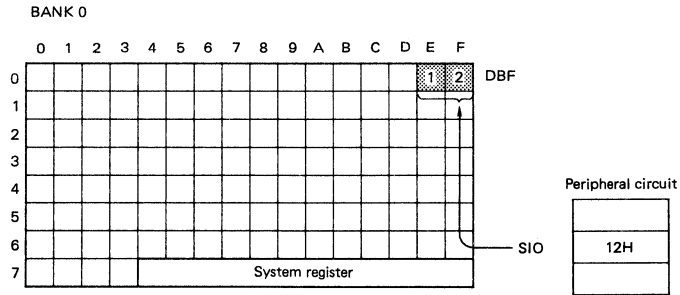 BANK 0
0 1 2 3 4 5 6 7 8 9 A B C D E F
0 1 2 DBF
1
2
3
4
5
Peripheral circuit
6 SIO 12H
7 System register